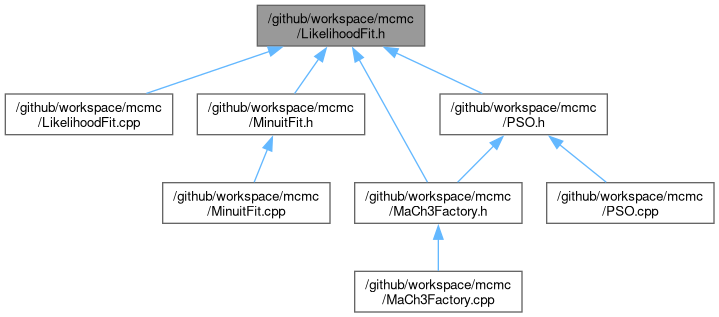 /github/workspace/mcmc
/LikelihoodFit.h
/github/workspace/mcmc
/LikelihoodFit.cpp
/github/workspace/mcmc
/MinuitFit.h
/github/workspace/mcmc
/PSO.h
/github/workspace/mcmc
/MinuitFit.cpp
/github/workspace/mcmc
/MaCh3Factory.h
/github/workspace/mcmc
/PSO.cpp
/github/workspace/mcmc
/MaCh3Factory.cpp